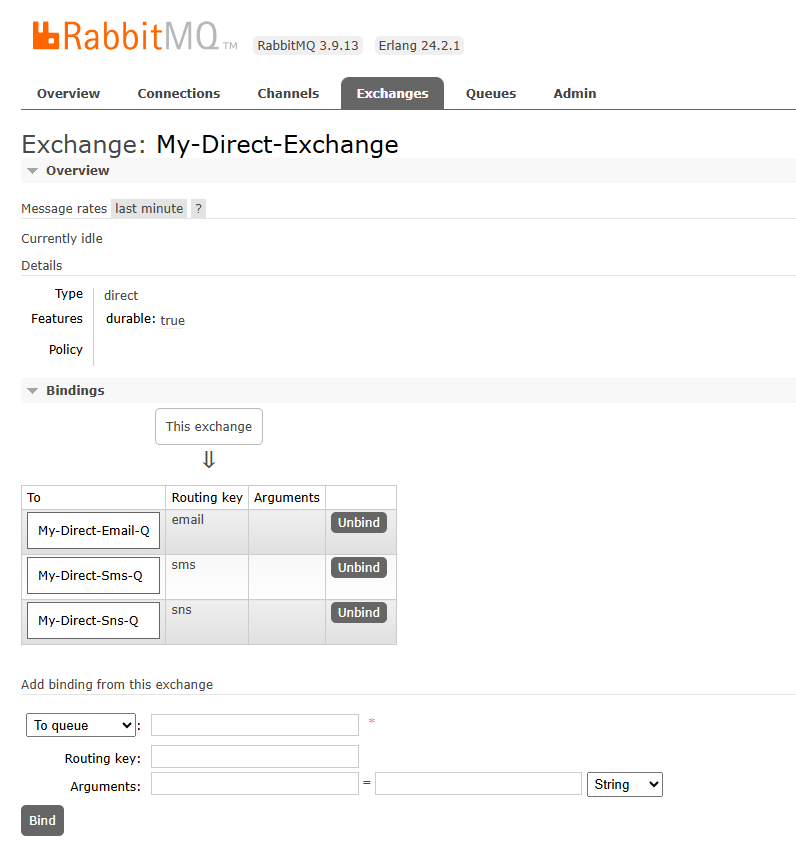 RabbitMQ TM RabbitMQ 3.9.13 Erlang 24.2.1
Overview Connections Channels Exchanges Queues Admin
Exchange: My-Direct-Exchange
Overview
Message rates last minute ?
Currently idle
Details
Type direct
Features durable: true
Policy
Bindings
This exchange
⇓
To Routing key Arguments
My-Direct-Email-Q email Unbind
My-Direct-Sms-Q sms Unbind
My-Direct-Sns-Q sns Unbind
Add binding from this exchange
To queue : *
Routing key:
Arguments: = String
Bind